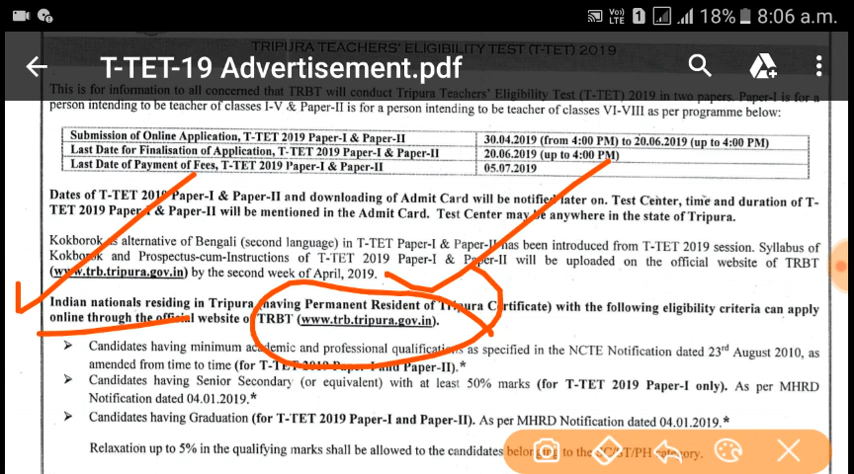 VoD LTE 1 18% 8:06 a.m.
TRIPURA TEACHERS' ELIGIBILITY TEST (T-TET) 2019
T-TET-19 Advertisement.pdf
This is for information to all concerned that TRBT will conduct Tripura Teachers' Eligibility Test (T-TET) 2019 in two papers. Paper-I is for a
person intending to be teacher of classes I-V & Paper-II is for a person intending to be teacher of classes VI-VIII as per programme below:
Submission of Online Application, T-TET 2019 Paper-I & Paper-II 30.04.2019 (from 4:00 PM) to 20.06.2019 (up to 4:00 PM)
Last Date for Finalisation of Application, T-TET 2019 Paper-I & Paper-II 20.06.2019 (up to 4:00 PM)
Last Date of Payment of Fees, T-TET 2019 Paper-I & Paper-II 05.07.2019
Dates of T-TET 2019 Paper-I & Paper-II and downloading of Admit Card will be notified later on. Test Center, time and duration of T-
TET 2019 Paper-I & Paper-II will be mentioned in the Admit Card. Test Center may be anywhere in the state of Tripura.
Kokborok as alternative of Bengali (second language) in T-TET Paper-I & Paper-II has been introduced from T-TET 2019 session. Syllabus of
Kokborok and Prospectus-cum-Instructions of T-TET 2019 Paper-I & Paper-II will be uploaded on the official website of TRBT
(www.trb.tripura.gov.in) by the second week of April, 2019.
Indian nationals residing in Tripura (having Permanent Resident of Tripura Certificate) with the following eligibility criteria can apply
online through the official website of TRBT (www.trb.tripura.gov.in).
➢ Candidates having minimum academic and professional qualifications as specified in the NCTE Notification dated 23rd August 2010, as
amended from time to time (for T-TET 2019 Paper-I and Paper-II).*
➢ Candidates having Senior Secondary (or equivalent) with at least 50% marks (for T-TET 2019 Paper-I only). As per MHRD
Notification dated 04.01.2019.*
➢ Candidates having Graduation (for T-TET 2019 Paper-I and Paper-II). As per MHRD Notification dated 04.01.2019.*
Relaxation up to 5% in the qualifying marks shall be allowed to the candidates belonging to the SC/ST/PH category.